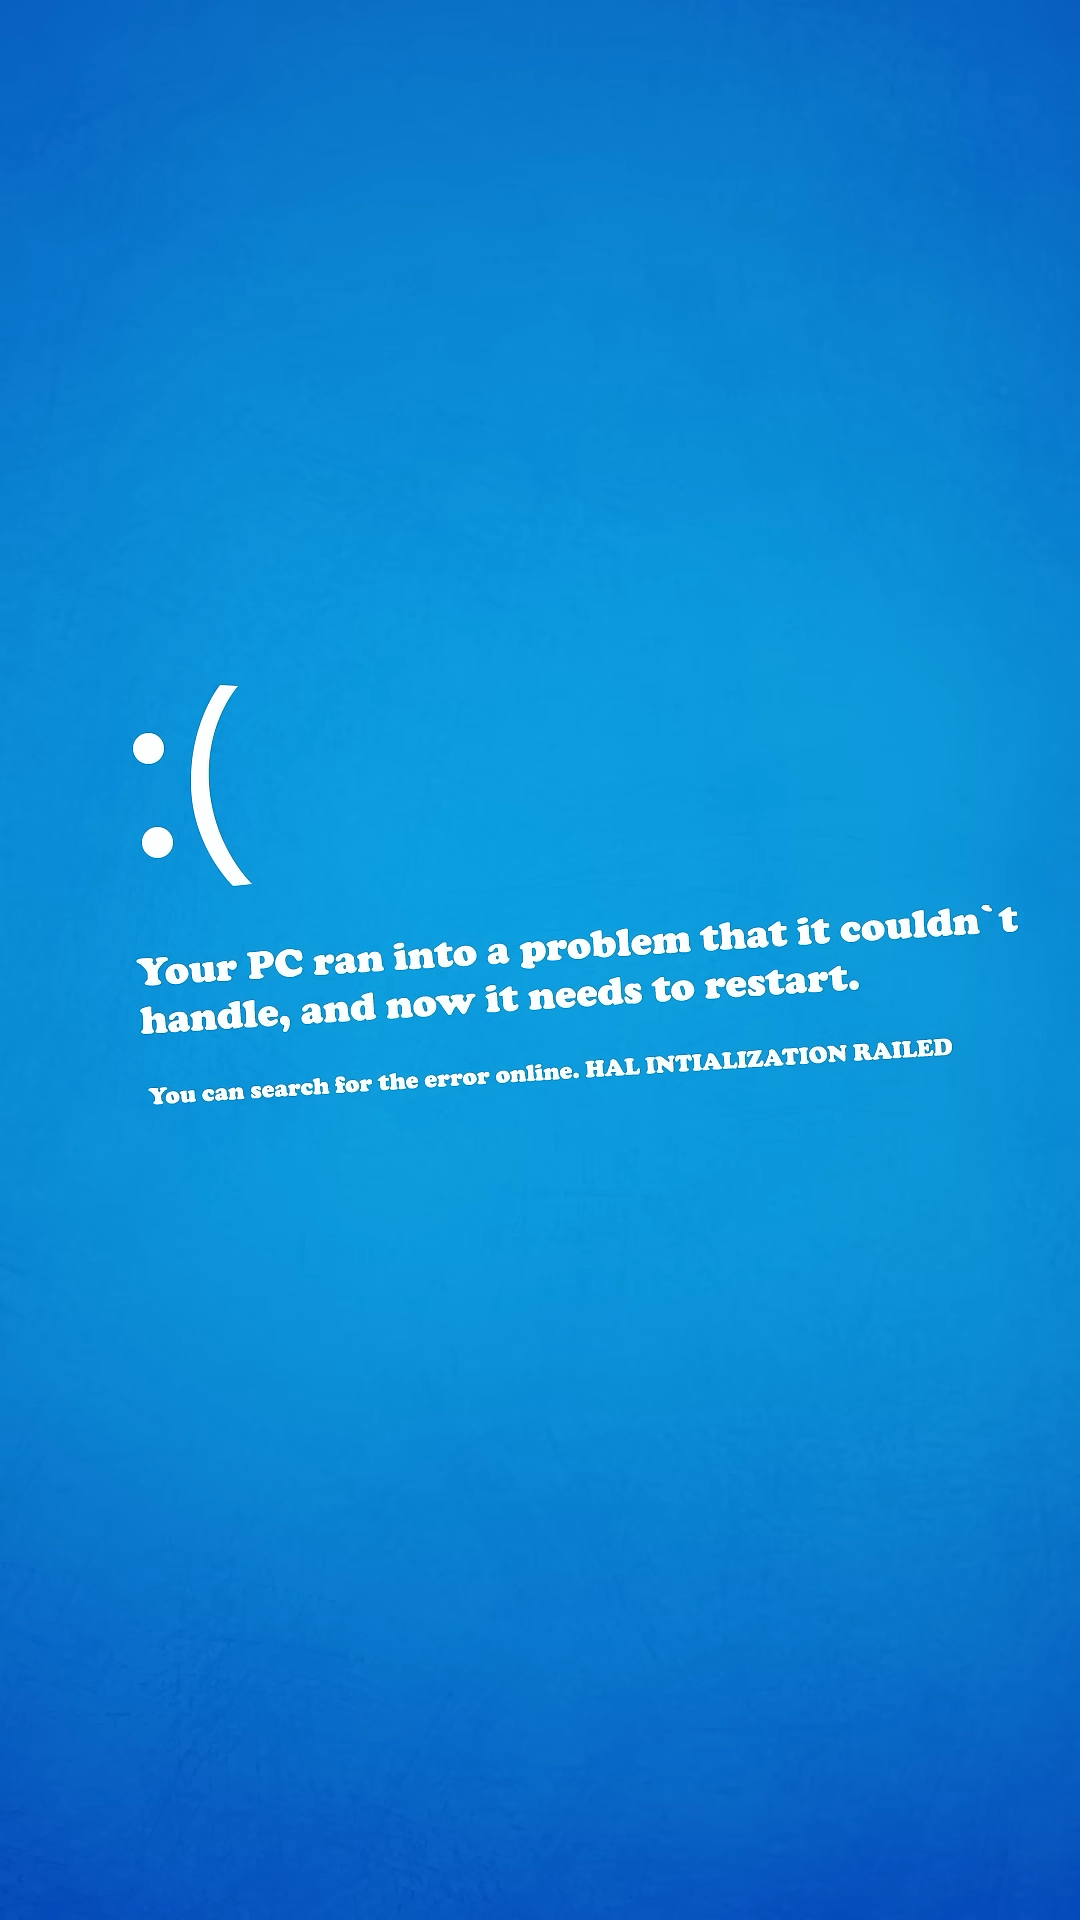 :(
Your PC ran into a problem that it couldn`t
handle, and now it needs to restart.
You can search for the error online. HAL INTIALIZATION RAILED